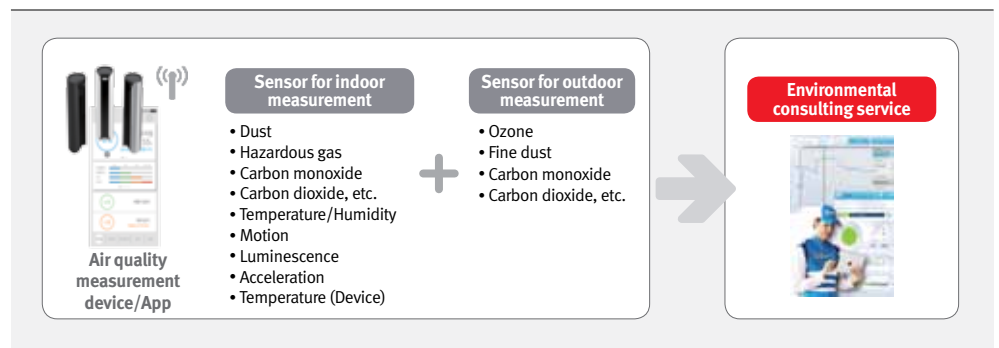 Air quality
measurement
device/App
Sensor for indoor
measurement
• Dust
• Hazardous gas
• Carbon monoxide
• Carbon dioxide, etc.
• Temperature/Humidity
• Motion
• Luminescence
• Acceleration
• Temperature (Device)
+
Sensor for outdoor
measurement
• Ozone
• Fine dust
• Carbon monoxide
• Carbon dioxide, etc.
Environmental
consulting service